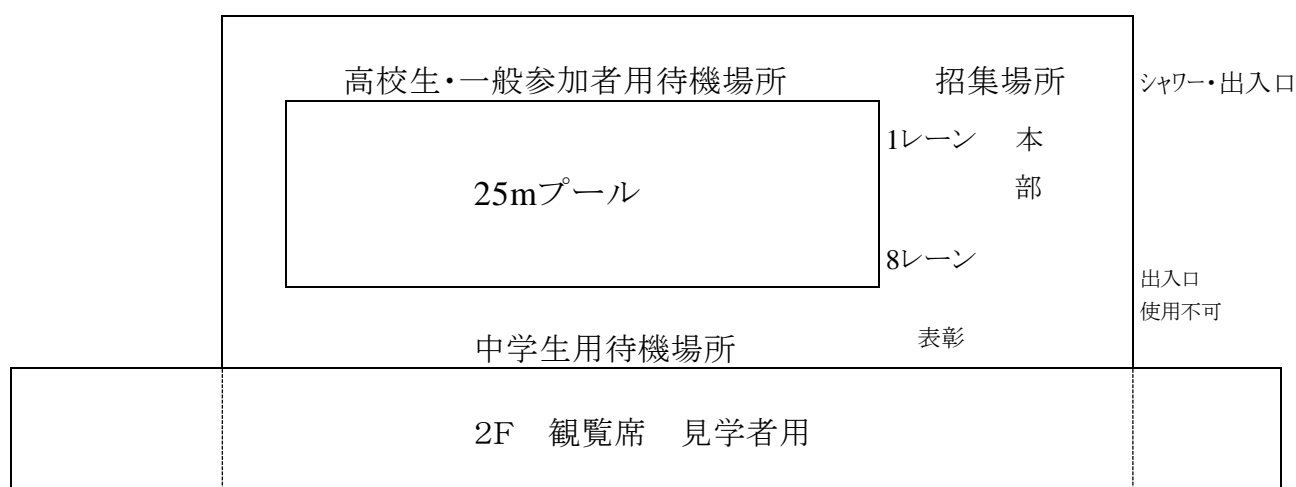 高校生・一般参加者用待機場所
招集場所
シャワー・出入口
1レーン
本部
25mプール
8レーン
出入口
使用不可
表彰
中学生用待機場所
2F 観覧席 見学者用